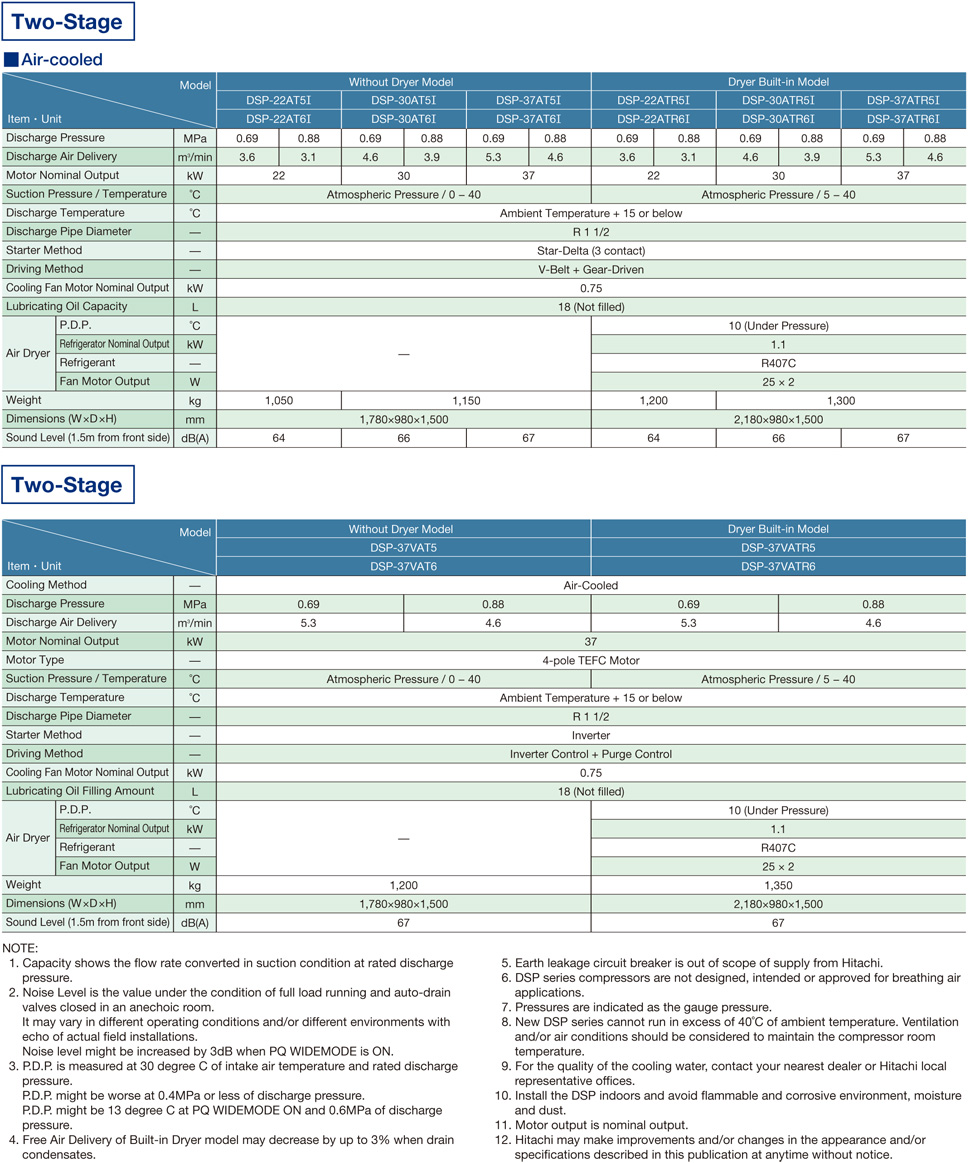 Two-Stage
■ Air-cooled
Model Without Dryer Model Dryer Built-in Model
DSP-22AT5I DSP-30AT5I DSP-37AT5I DSP-22ATR5I DSP-30ATR5I DSP-37ATR5I
Item・Unit DSP-22AT6I DSP-30AT6I DSP-37AT6I DSP-22ATR6I DSP-30ATR6I DSP-37ATR6I
Discharge Pressure MPa 0.69 0.88 0.69 0.88 0.69 0.88 0.69 0.88 0.69 0.88 0.69 0.88
Discharge Air Delivery m³/min 3.6 3.1 4.6 3.9 5.3 4.6 3.6 3.1 4.6 3.9 5.3 4.6
Motor Nominal Output kW 22 30 37 22 30 37
Suction Pressure / Temperature ˚C Atmospheric Pressure / 0 – 40 Atmospheric Pressure / 5 – 40
Discharge Temperature ˚C Ambient Temperature + 15 or below
Discharge Pipe Diameter — R 1 1/2
Starter Method — Star-Delta (3 contact)
Driving Method — V-Belt + Gear-Driven
Cooling Fan Motor Nominal Output kW 0.75
Lubricating Oil Capacity L 18 (Not filled)
Air Dryer P.D.P. ˚C — 10 (Under Pressure)
Refrigerator Nominal Output kW 1.1
Refrigerant — R407C
Fan Motor Output W 25 × 2
Weight kg 1,050 1,150 1,200 1,300
Dimensions (W×D×H) mm 1,780×980×1,500 2,180×980×1,500
Sound Level (1.5m from front side) dB(A) 64 66 67 64 66 67
Two-Stage
Model Without Dryer Model Dryer Built-in Model
DSP-37VAT5 DSP-37VATR5
Item・Unit DSP-37VAT6 DSP-37VATR6
Cooling Method — Air-Cooled
Discharge Pressure MPa 0.69 0.88 0.69 0.88
Discharge Air Delivery m³/min 5.3 4.6 5.3 4.6
Motor Nominal Output kW 37
Motor Type — 4-pole TEFC Motor
Suction Pressure / Temperature ˚C Atmospheric Pressure / 0 – 40 Atmospheric Pressure / 5 – 40
Discharge Temperature ˚C Ambient Temperature + 15 or below
Discharge Pipe Diameter — R 1 1/2
Starter Method — Inverter
Driving Method — Inverter Control + Purge Control
Cooling Fan Motor Nominal Output kW 0.75
Lubricating Oil Filling Amount L 18 (Not filled)
Air Dryer P.D.P. ˚C — 10 (Under Pressure)
Refrigerator Nominal Output kW 1.1
Refrigerant — R407C
Fan Motor Output W 25 × 2
Weight kg 1,200 1,350
Dimensions (W×D×H) mm 1,780×980×1,500 2,180×980×1,500
Sound Level (1.5m from front side) dB(A) 67 67
NOTE:
1. Capacity shows the flow rate converted in suction condition at rated discharge
pressure.
2. Noise Level is the value under the condition of full load running and auto-drain
valves closed in an anechoic room.
It may vary in different operating conditions and/or different environments with
echo of actual field installations.
Noise level might be increased by 3dB when PQ WIDEMODE is ON.
3. P.D.P. is measured at 30 degree C of intake air temperature and rated discharge
pressure.
P.D.P. might be worse at 0.4MPa or less of discharge pressure.
P.D.P. might be 13 degree C at PQ WIDEMODE ON and 0.6MPa of discharge
pressure.
4. Free Air Delivery of Built-in Dryer model may decrease by up to 3% when drain
condensates.
5. Earth leakage circuit breaker is out of scope of supply from Hitachi.
6. DSP series compressors are not designed, intended or approved for breathing air
applications.
7. Pressures are indicated as the gauge pressure.
8. New DSP series cannot run in excess of 40˚C of ambient temperature. Ventilation
and/or air conditions should be considered to maintain the compressor room
temperature.
9. For the quality of the cooling water, contact your nearest dealer or Hitachi local
representative offices.
10. Install the DSP indoors and avoid flammable and corrosive environment, moisture
and dust.
11. Motor output is nominal output.
12. Hitachi may make improvements and/or changes in the appearance and/or
specifications described in this publication at anytime without notice.